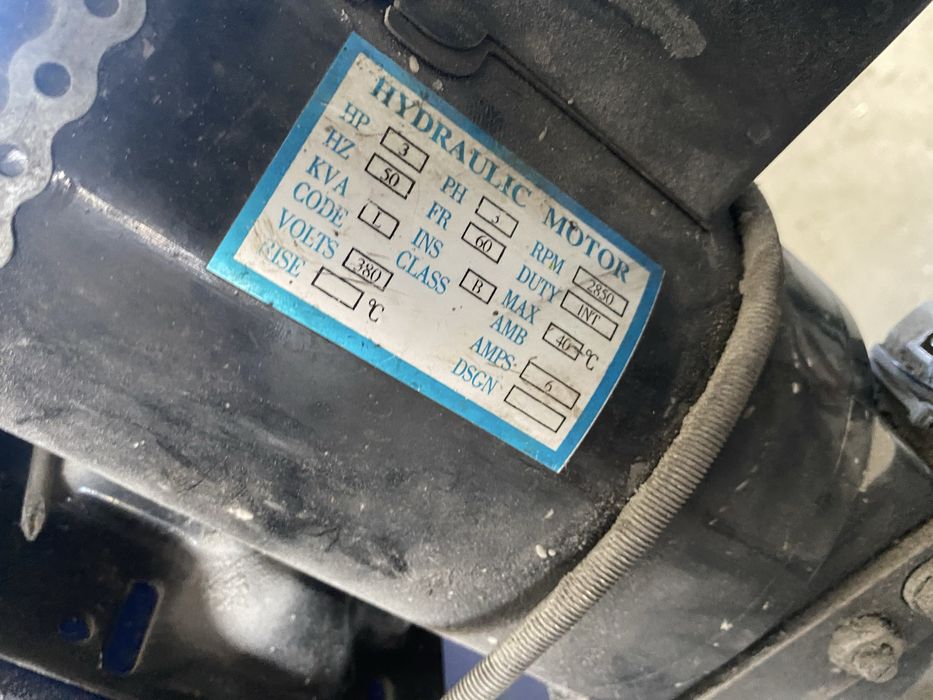 HYDRAULIC MOTOR
HP 3 PH 3 RPM 2850
HZ 50 FR 60 DUTY INT
KVA CODE L INS CLASS B MAX AMB 40 °C
VOLTS 380 AMPS 6
RISE °C DSGN